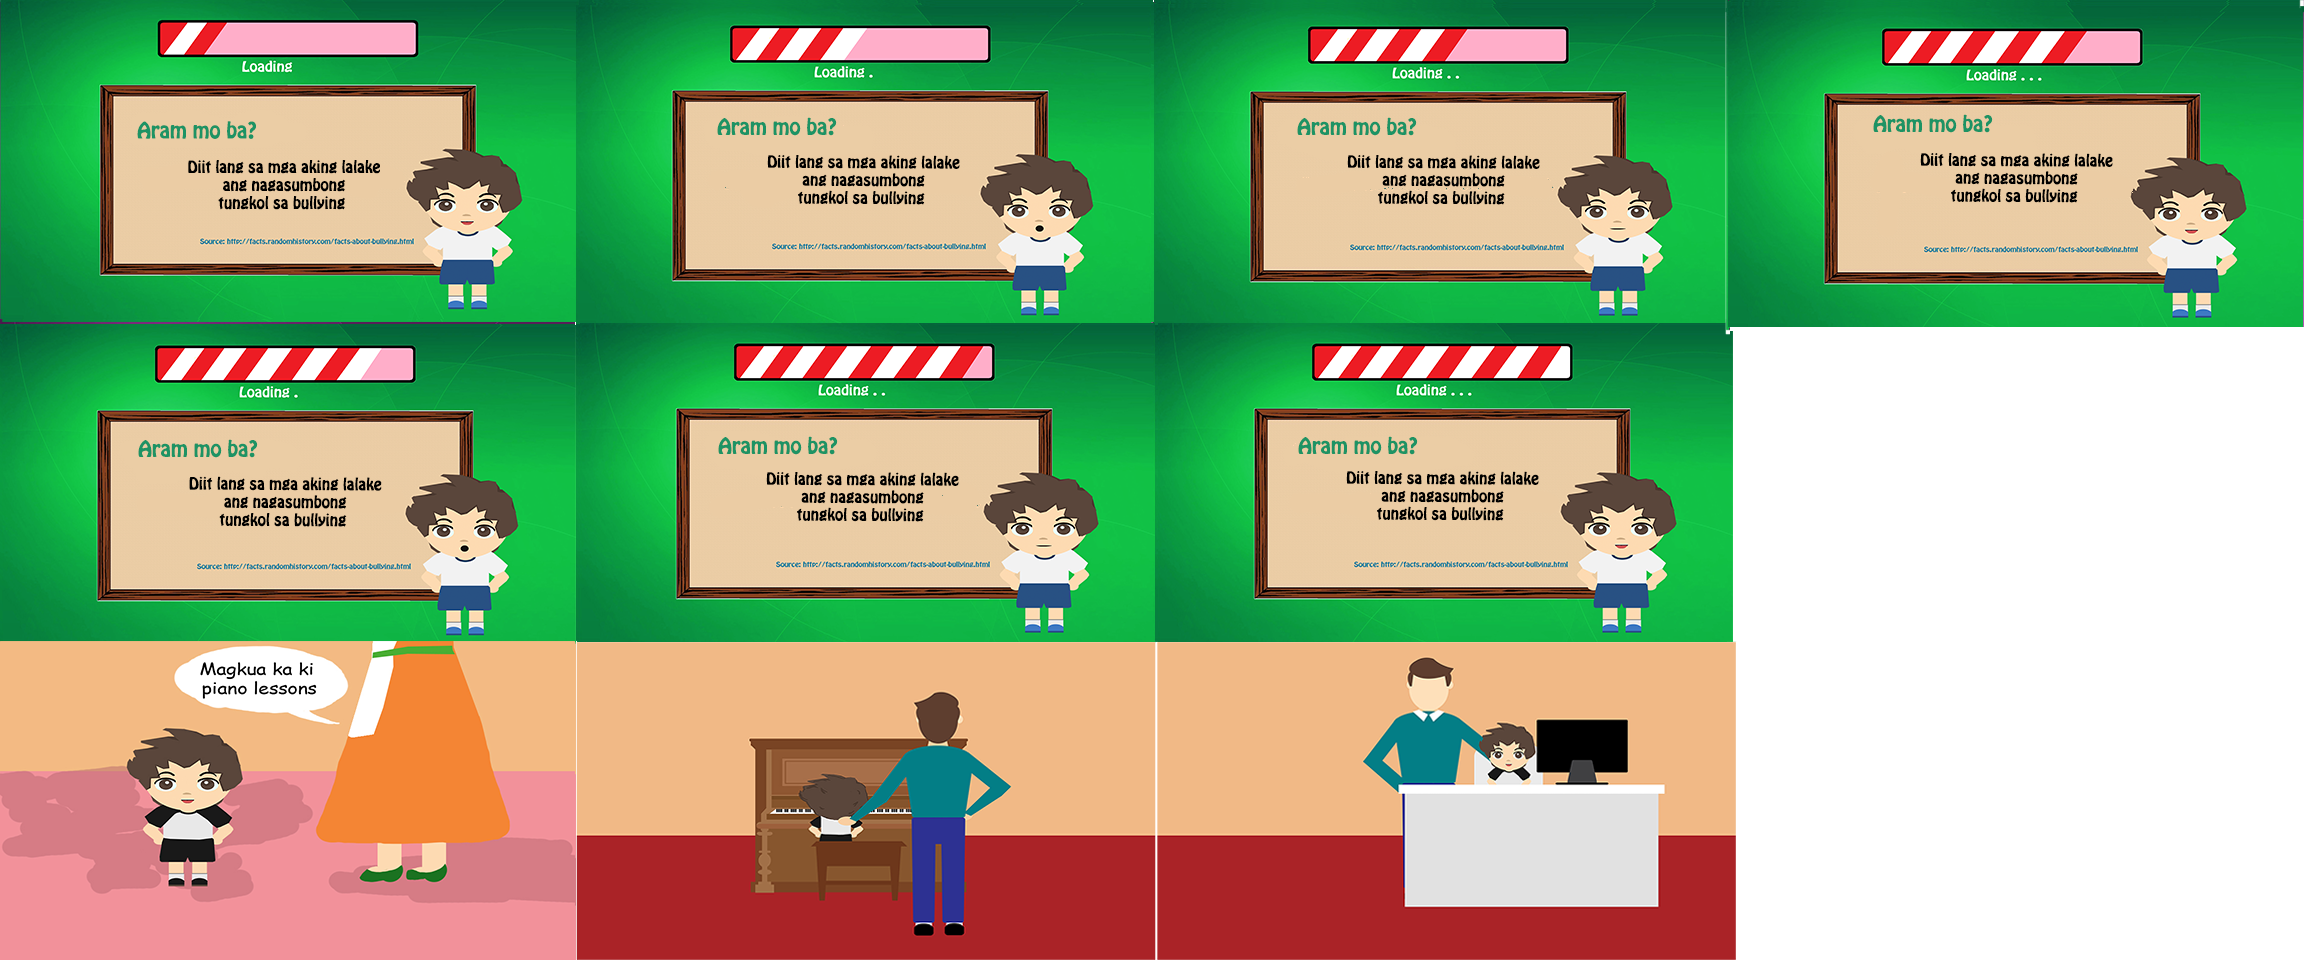 Loading
Aram mo ba?
Diit lang sa mga aking lalake
ang nagasumbong
tungkol sa bullying
Source: http://facts.randomhistory.com/facts-about-bullying.html
Loading .
Aram mo ba?
Diit lang sa mga aking lalake
ang nagasumbong
tungkol sa bullying
Source: http://facts.randomhistory.com/facts-about-bullying.html
Loading . .
Aram mo ba?
Diit lang sa mga aking lalake
ang nagasumbong
tungkol sa bullying
Source: http://facts.randomhistory.com/facts-about-bullying.html
Loading . . .
Aram mo ba?
Diit lang sa mga aking lalake
ang nagasumbong
tungkol sa bullying
Source: http://facts.randomhistory.com/facts-about-bullying.html
Loading .
Aram mo ba?
Diit lang sa mga aking lalake
ang nagasumbong
tungkol sa bullying
Source: http://facts.randomhistory.com/facts-about-bullying.html
Loading . .
Aram mo ba?
Diit lang sa mga aking lalake
ang nagasumbong
tungkol sa bullying
Source: http://facts.randomhistory.com/facts-about-bullying.html
Loading . . .
Aram mo ba?
Diit lang sa mga aking lalake
ang nagasumbong
tungkol sa bullying
Source: http://facts.randomhistory.com/facts-about-bullying.html
Magkua ka ki
piano lessons